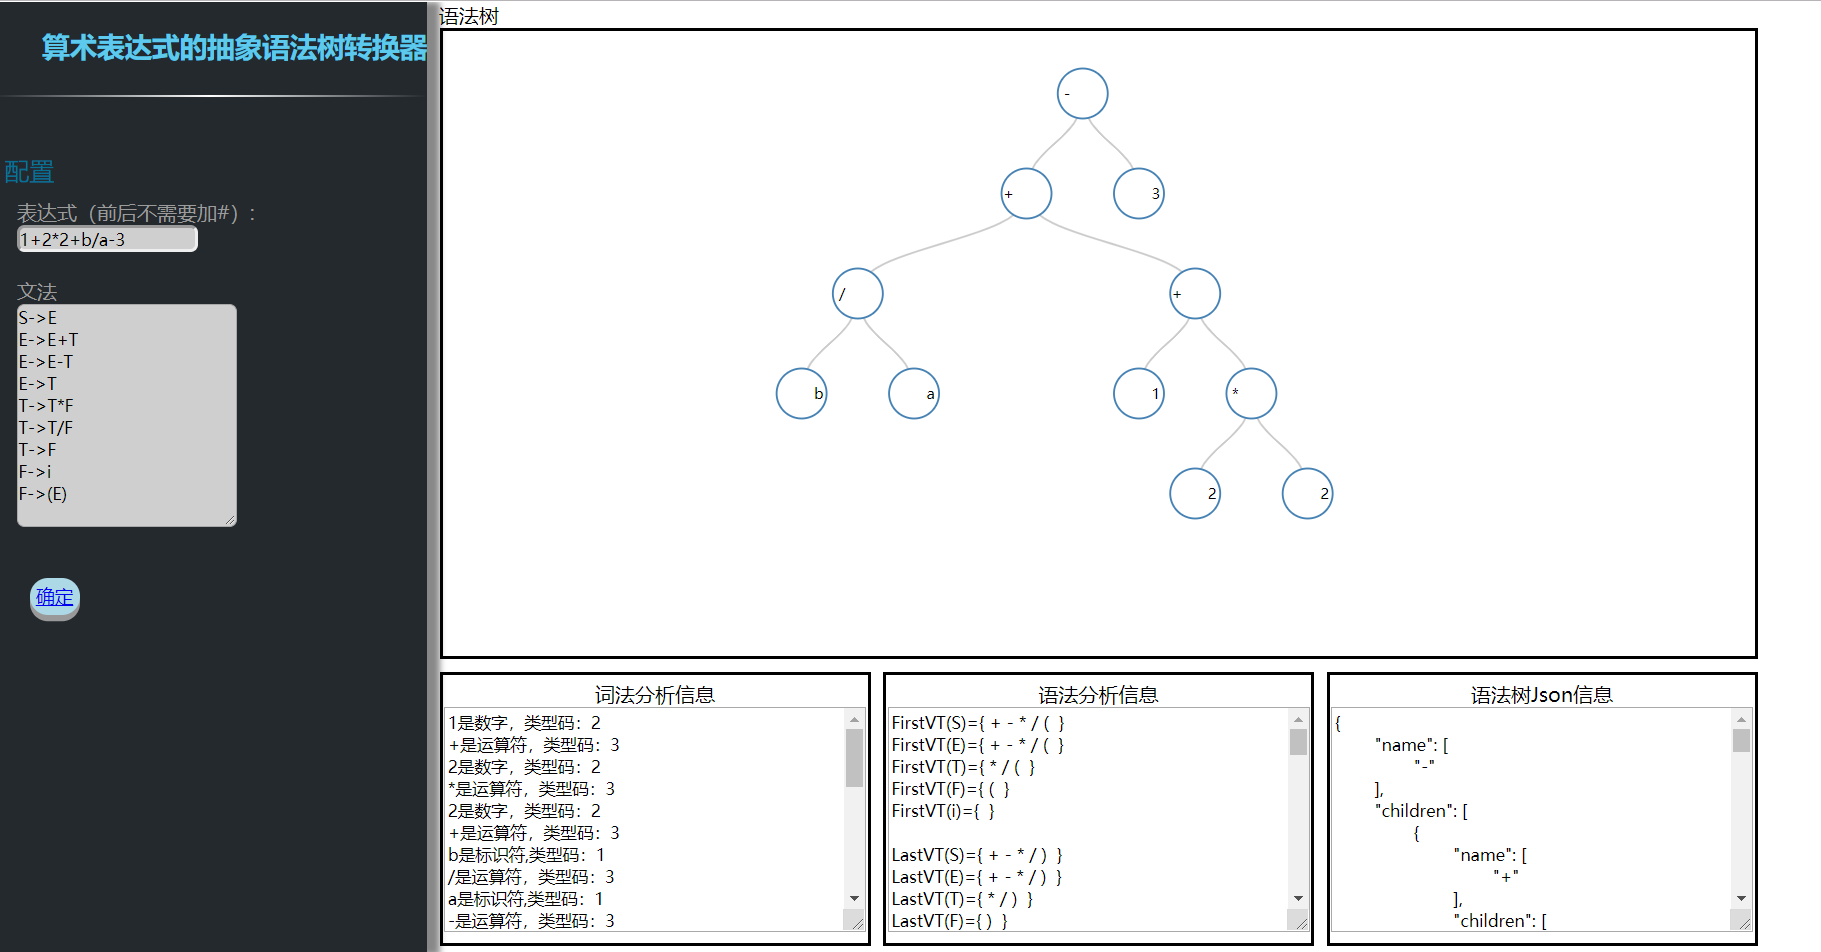 算术表达式的抽象语法树转换器
配置
表达式（前后不需要加#）:
1+2*2+b/a-3
文法
S->E
E->E+T
E->E-T
E->T
T->T*F
T->T/F
T->F
F->i
F->(E)
确定
语法树
-
+ 3
/ +
b a 1 *
2 2
词法分析信息
1是数字，类型码：2
+是运算符，类型码：3
2是数字，类型码：2
*是运算符，类型码：3
2是数字，类型码：2
+是运算符，类型码：3
b是标识符,类型码：1
/是运算符，类型码：3
a是标识符,类型码：1
-是运算符，类型码：3
语法分析信息
FirstVT(S)={ + - * / ( }
FirstVT(E)={ + - * / ( }
FirstVT(T)={ * / ( }
FirstVT(F)={ ( }
FirstVT(i)={ }
LastVT(S)={ + - * / ) }
LastVT(E)={ + - * / ) }
LastVT(T)={ * / ) }
LastVT(F)={ ) }
语法树Json信息
{
"name": [
"-"
],
"children": [
{
"name": [
"+"
],
"children": [